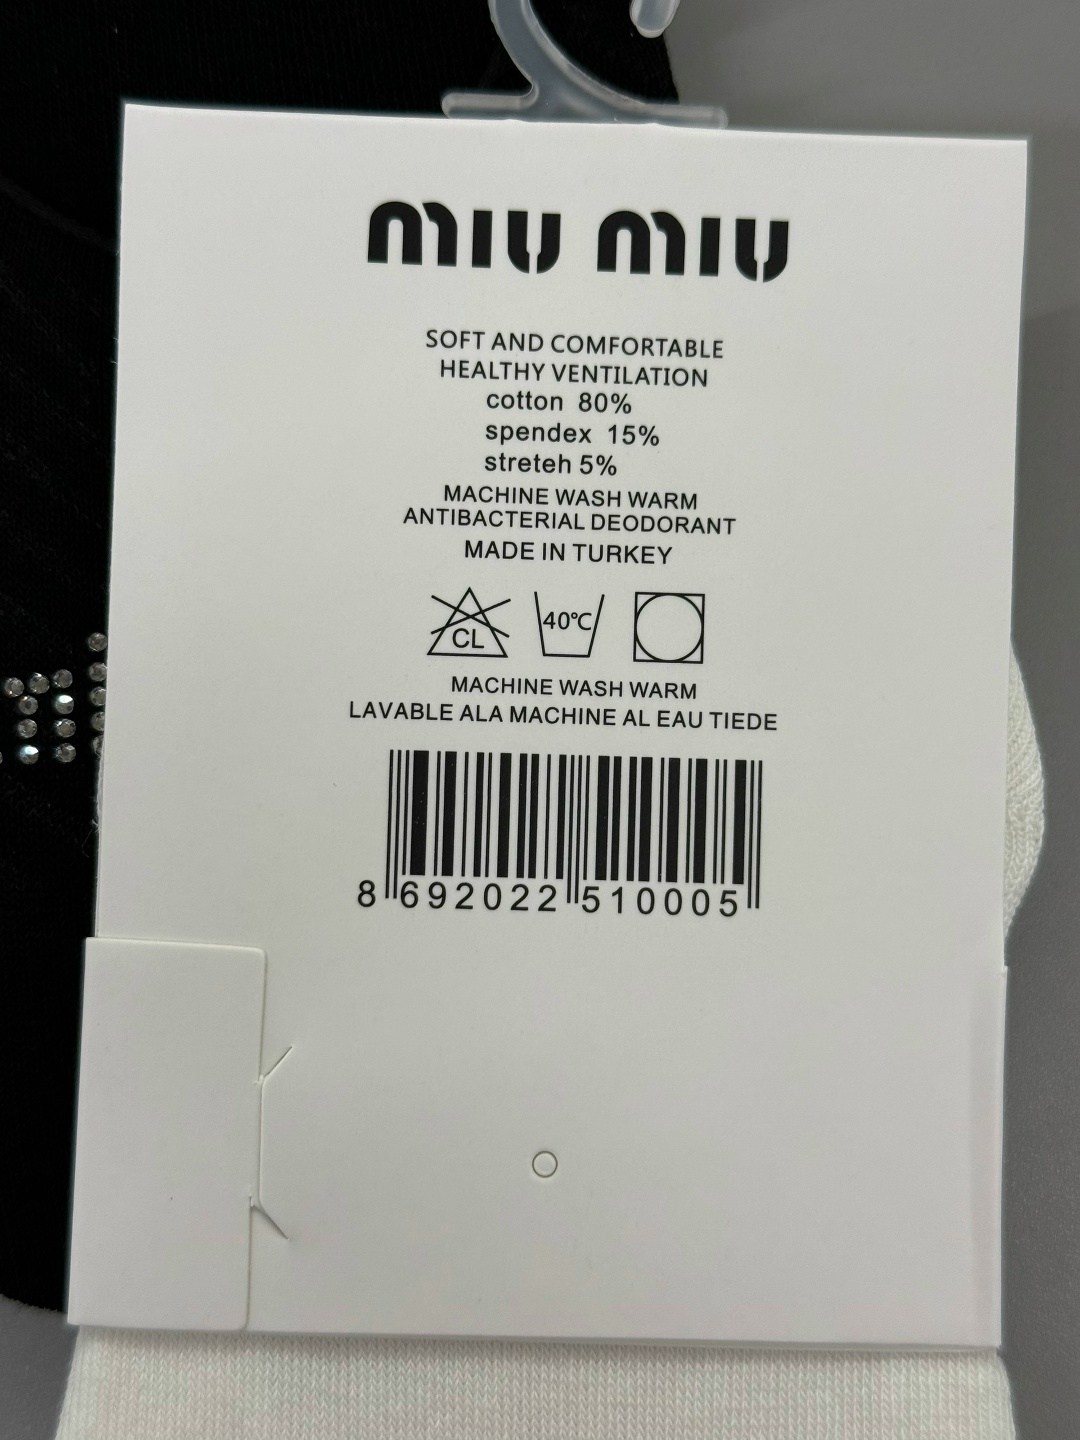 MIU MIU
SOFT AND COMFORTABLE
HEALTHY VENTILATION
cotton 80%
spendex 15%
streteh 5%
MACHINE WASH WARM
ANTIBACTERIAL DEODORANT
MADE IN TURKEY
CL 40℃
MACHINE WASH WARM
LAVABLE ALA MACHINE AL EAU TIEDE
8 692022 510005